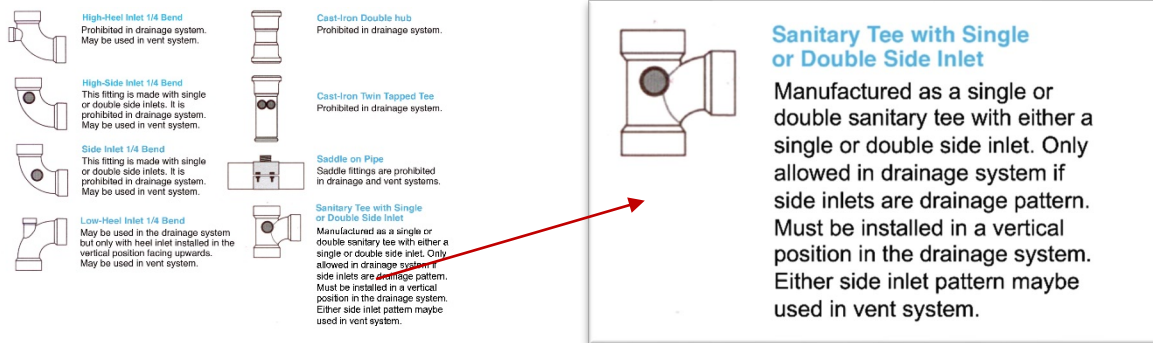 High-Heel Inlet 1/4 Bend
Prohibited in drainage system.
May be used in vent system.
High-Side Inlet 1/4 Bend
This fitting is made with single
or double side inlets. It is
prohibited in drainage system.
May be used in vent system.
Side Inlet 1/4 Bend
This fitting is made with single
or double side inlets. It is
prohibited in drainage system.
May be used in vent system.
Low-Heel Inlet 1/4 Bend
May be used in the drainage system
but only with heel inlet installed in the
vertical position facing upwards.
May be used in vent system.
Cast-Iron Double hub
Prohibited in drainage system.
Cast-Iron Twin Tapped Tee
Prohibited in drainage system.
Saddle on Pipe
Saddle fittings are prohibited
in drainage and vent systems.
Sanitary Tee with Single
or Double Side Inlet
Manufactured as a single or
double sanitary tee with either a
single or double side inlet. Only
allowed in drainage system if
side inlets are drainage pattern.
Must be installed in a vertical
position in the drainage system.
Either side inlet pattern maybe
used in vent system.
Sanitary Tee with Single
or Double Side Inlet
Manufactured as a single or
double sanitary tee with either a
single or double side inlet. Only
allowed in drainage system if
side inlets are drainage pattern.
Must be installed in a vertical
position in the drainage system.
Either side inlet pattern maybe
used in vent system.